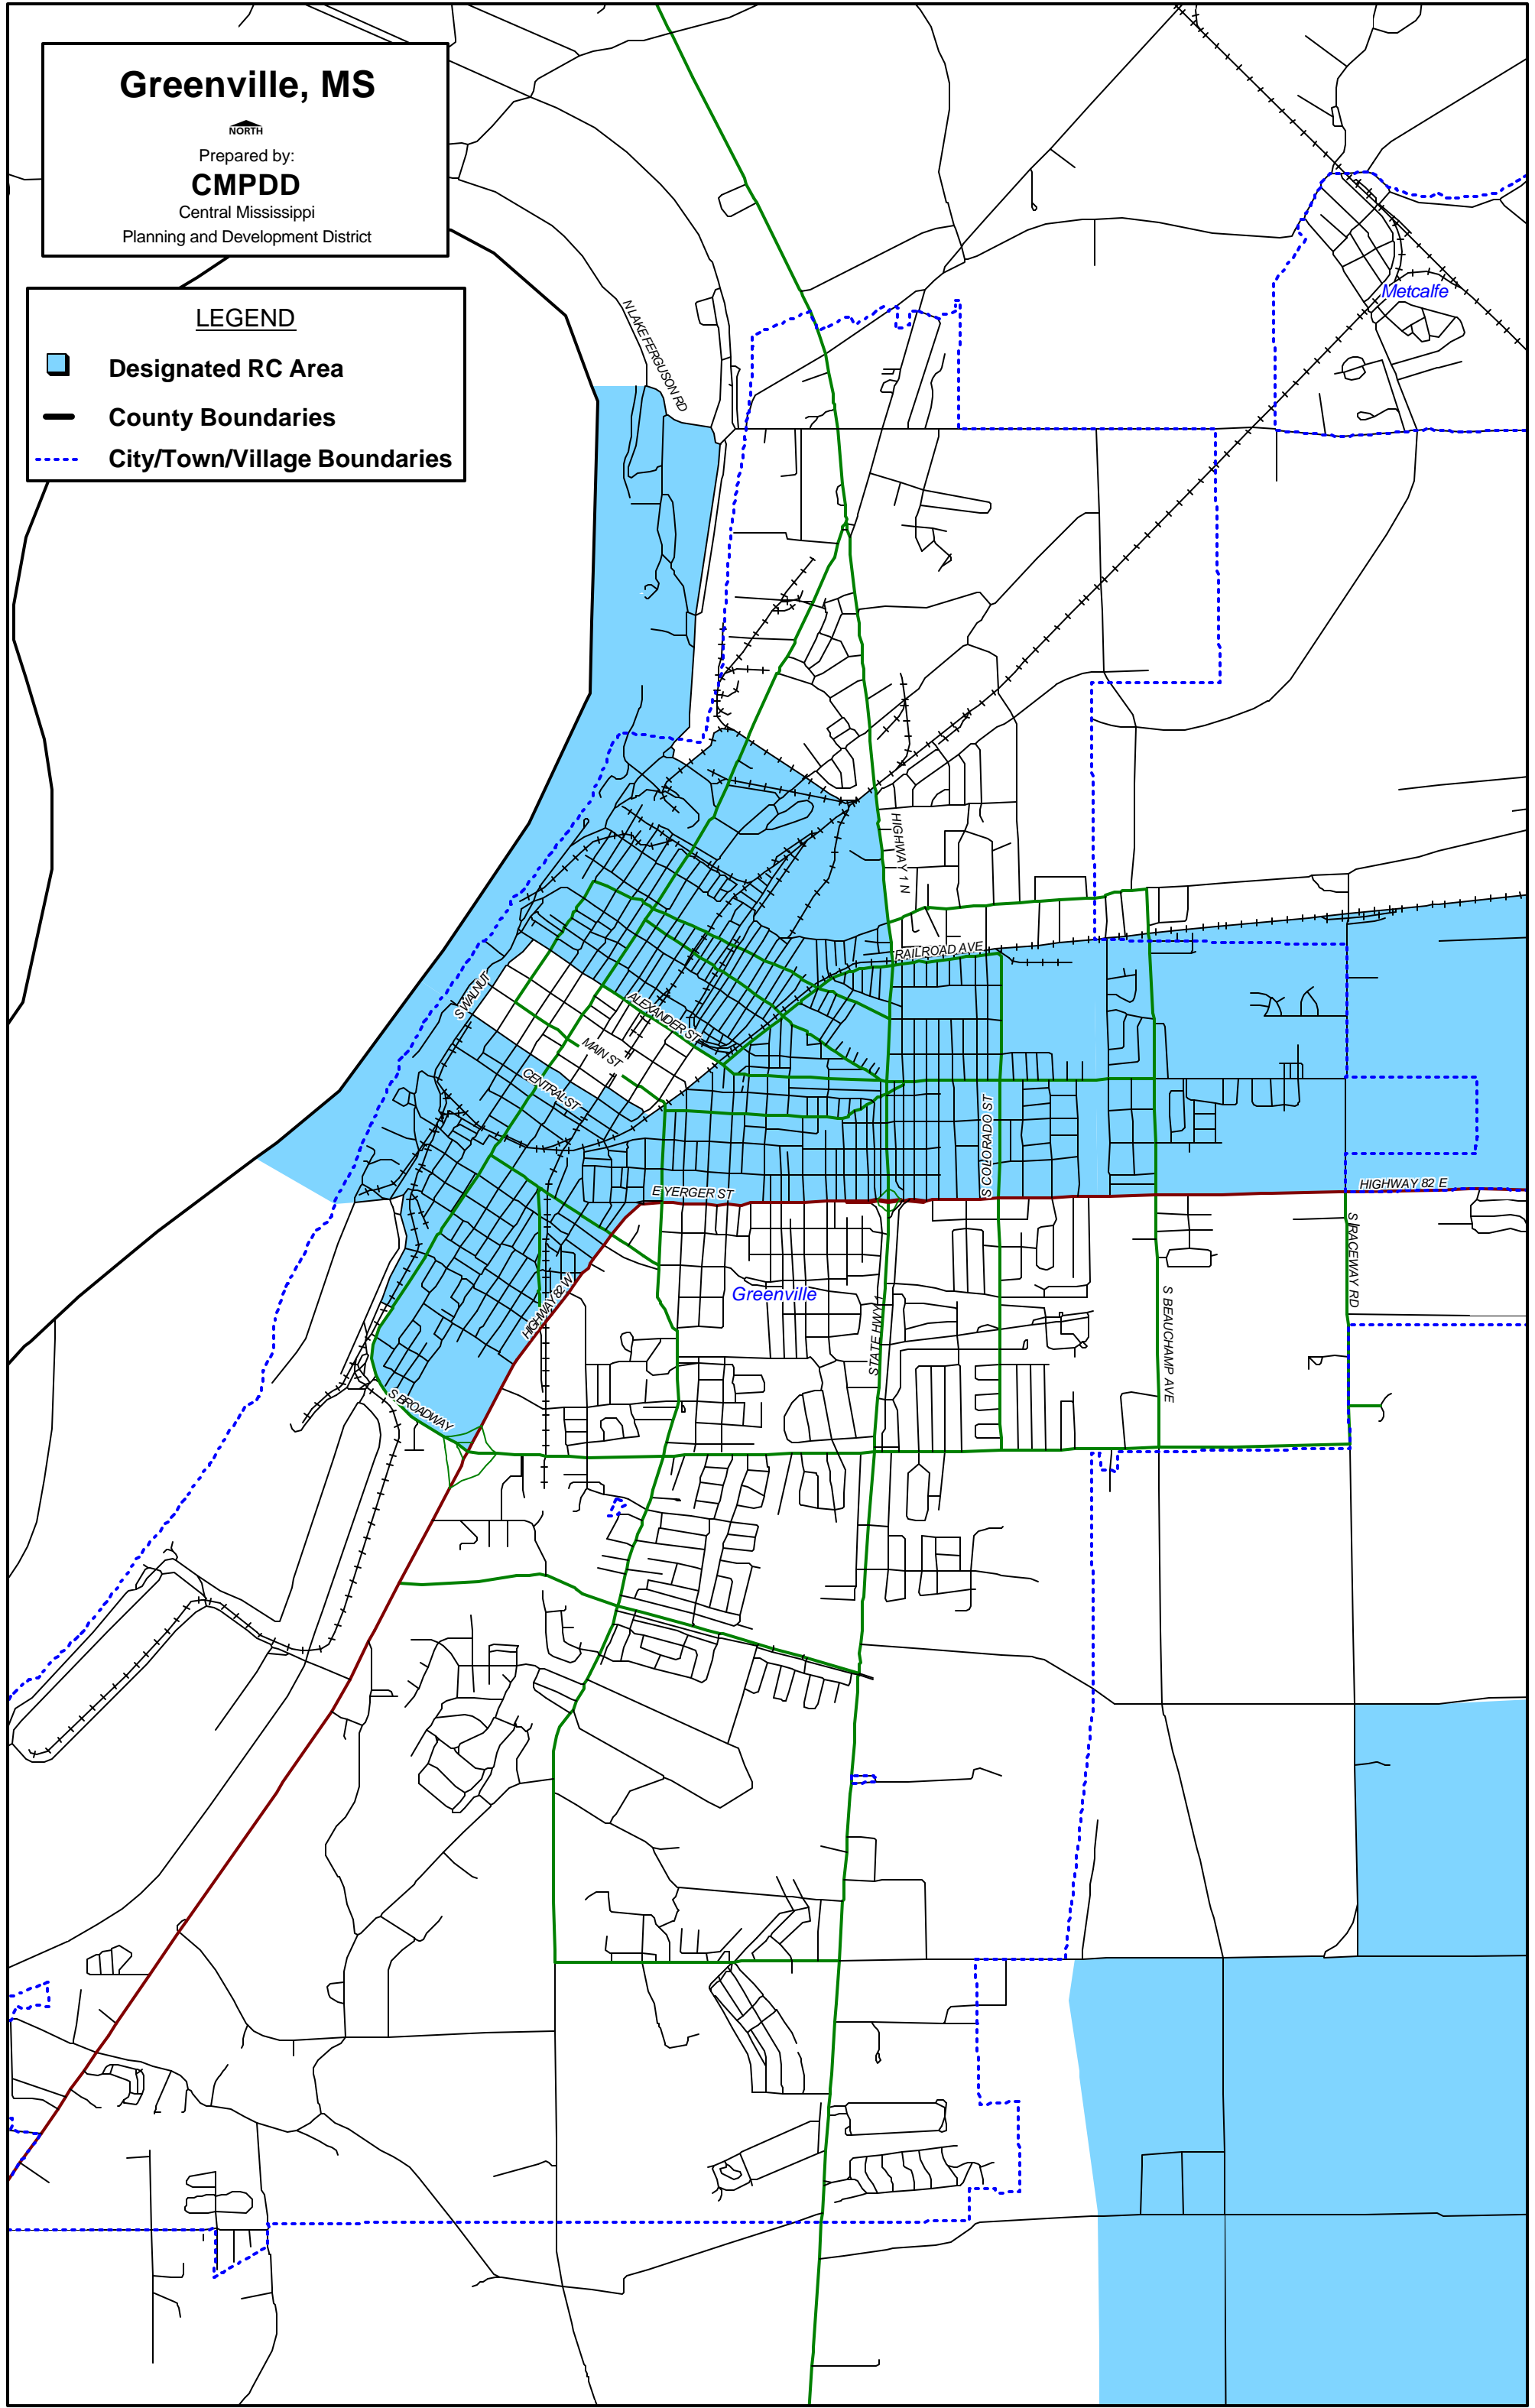 Greenville, MS
NORTH
Prepared by:
CMPDD
Central Mississippi
Planning and Development District
LEGEND
Designated RC Area
County Boundaries
City/Town/Village Boundaries
N LAKE FERGUSON RD
Metcalfe
HIGHWAY 1 N
RAILROAD AVE
S WALNUT
ALEXANDER ST
MAIN ST
CENTRAL ST
S COLORADO ST
E YERGER ST
HIGHWAY 82 E
S RACEWAY RD
Greenville
HIGHWAY 82 W
STATE HWY 1
S BEAUCHAMP AVE
S BROADWAY